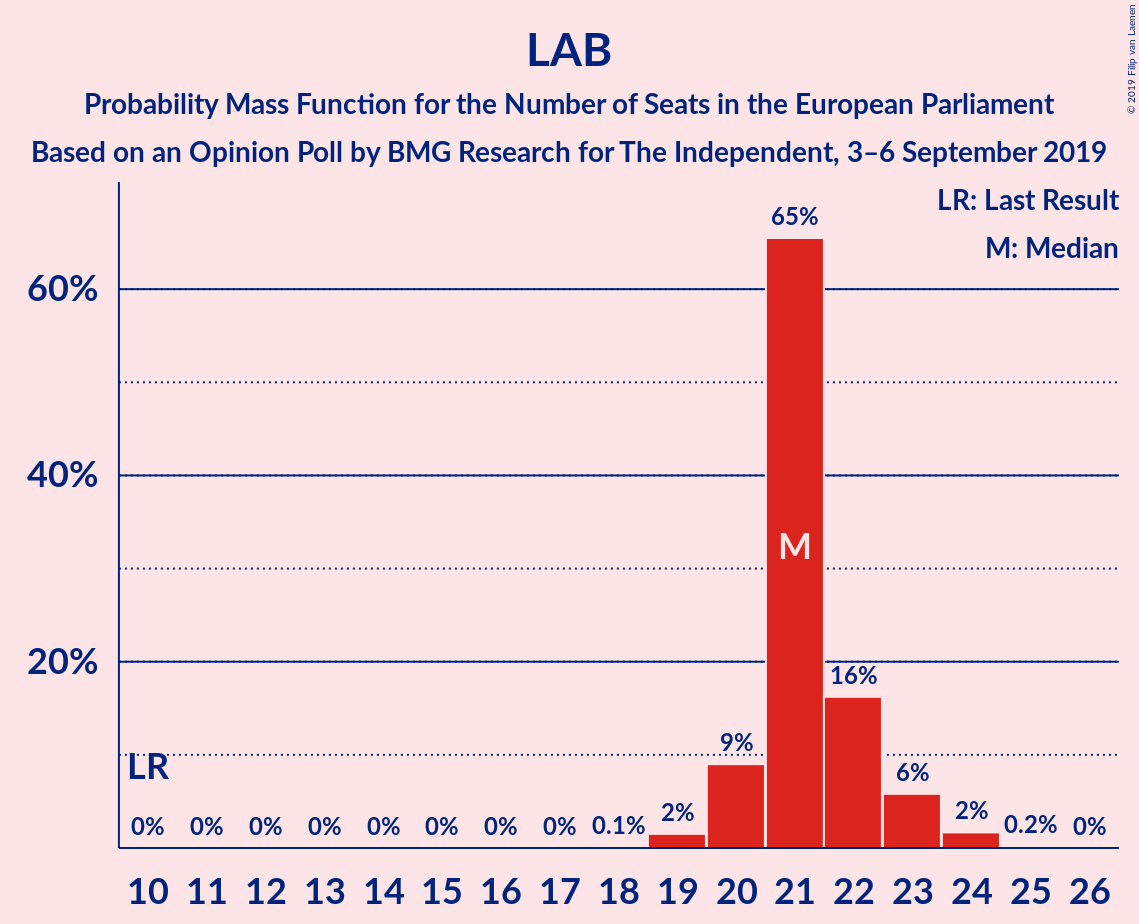 LAB
Probability Mass Function for the Number of Seats in the European Parliament
Based on an Opinion Poll by BMG Research for The Independent, 3–6 September 2019
© 2019 Filip van Laenen
LR: Last Result
M: Median
65%
60%
40%
M
20%
16%
9%
6%
LR
2%
2%
0% 0% 0% 0% 0% 0% 0% 0% 0.1% 0.2% 0%
10 11 12 13 14 15 16 17 18 19 20 21 22 23 24 25 26